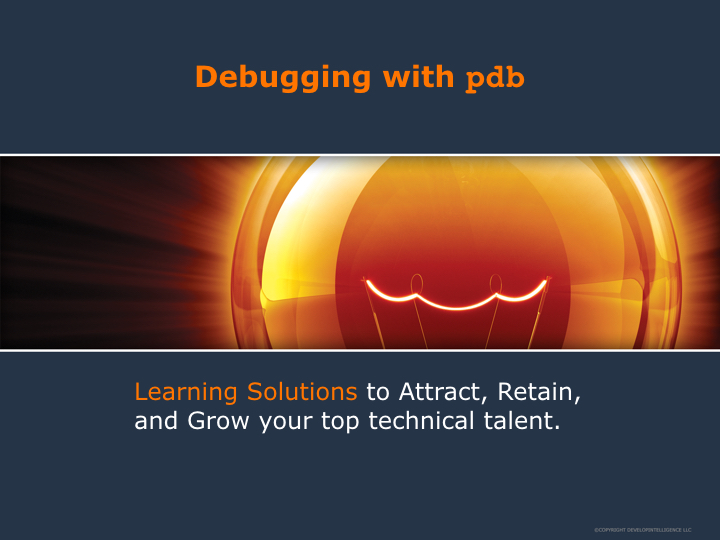 Debugging with pdb
Learning Solutions to Attract, Retain,
and Grow your top technical talent.
©COPYRIGHT DEVELOPINTELLIGENCE LLC